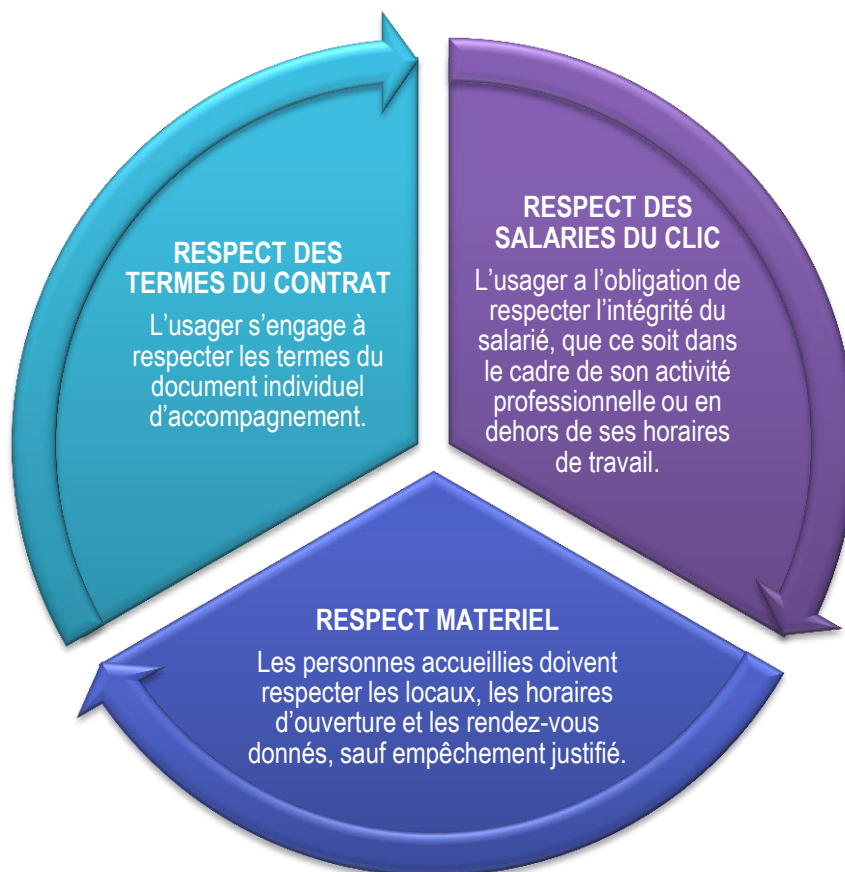 RESPECT DES
TERMES DU CONTRAT
L'usager s'engage à
respecter les termes du
document individuel
d'accompagnement.
RESPECT DES
SALARIES DU CLIC
L'usager a l'obligation de
respecter l'intégrité du
salarié, que ce soit dans
le cadre de son activité
professionnelle ou en
dehors de ses horaires
de travail.
RESPECT MATERIEL
Les personnes accueillies doivent
respecter les locaux, les horaires
d'ouverture et les rendez-vous
donnés, sauf empêchement justifié.